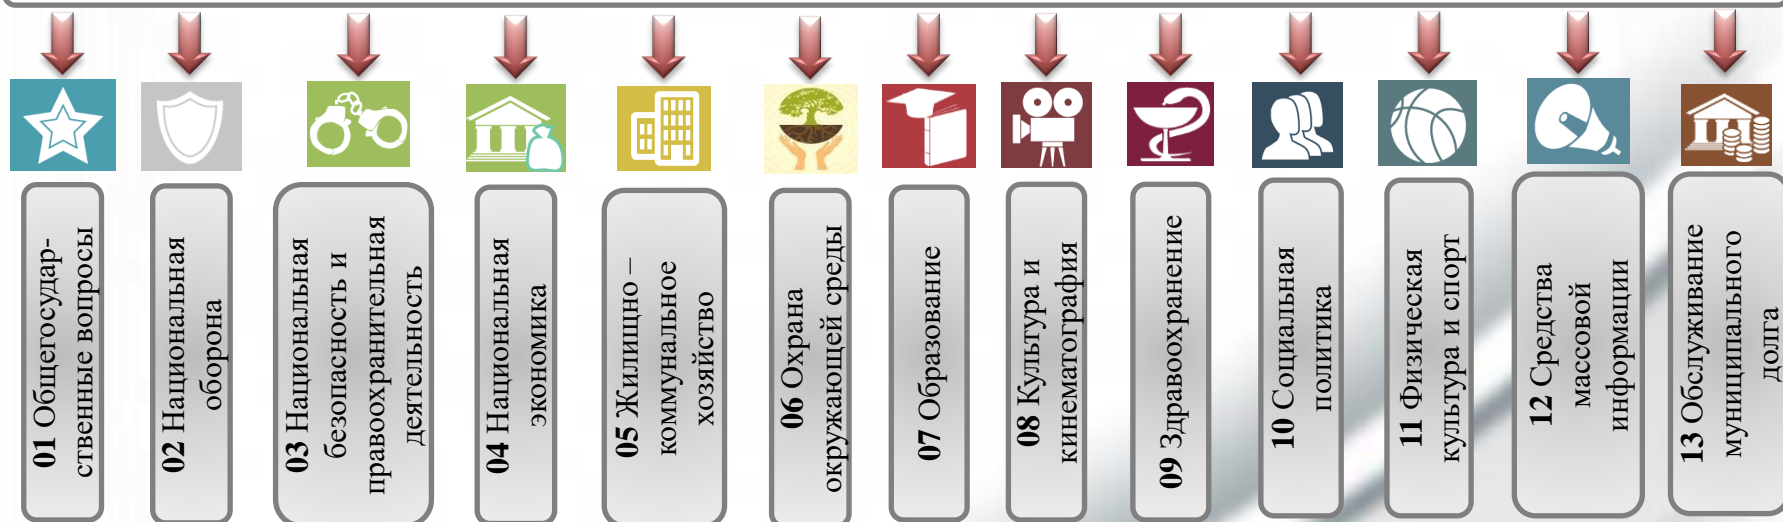 01 Общегосудар-
ственные вопросы
02 Национальная
оборона
03 Национальная
безопасность и
правоохранительная
деятельность
04 Национальная
экономика
05 Жилищно –
коммунальное
хозяйство
06 Охрана
окружающей среды
07 Образование
08 Культура и
кинематография
09 Здравоохранение
10 Социальная
политика
11 Физическая
культура и спорт
12 Средства
массовой
информации
13 Обслуживание
муниципального
долга